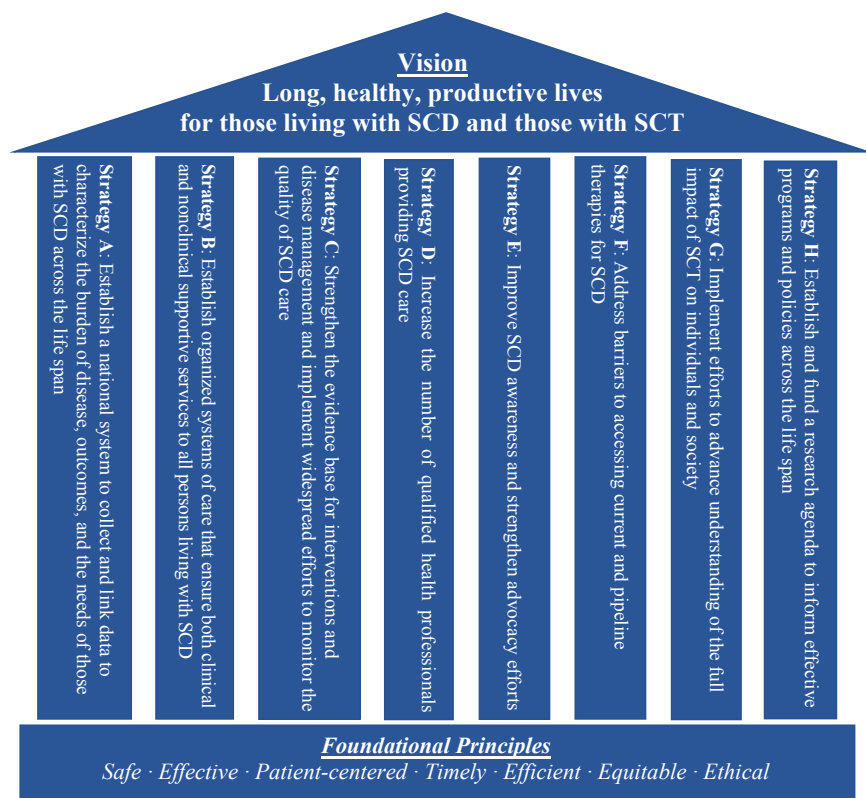 Vision
Long, healthy, productive lives
for those living with SCD and those with SCT
Strategy A: Establish a national system to collect and link data to
characterize the burden of disease, outcomes, and the needs of those
with SCD across the life span
Strategy B: Establish organized systems of care that ensure both clinical
and nonclinical supportive services to all persons living with SCD
Strategy C: Strengthen the evidence base for interventions and
disease management and implement widespread efforts to monitor the
quality of SCD care
Strategy D: Increase the number of qualified health professionals
providing SCD care
Strategy E: Improve SCD awareness and strengthen advocacy efforts
Strategy F: Address barriers to accessing current and pipeline
therapies for SCD
Strategy G: Implement efforts to advance understanding of the full
impact of SCT on individuals and society
Strategy H: Establish and fund a research agenda to inform effective
programs and policies across the life span
Foundational Principles
Safe · Effective · Patient-centered · Timely · Efficient · Equitable · Ethical